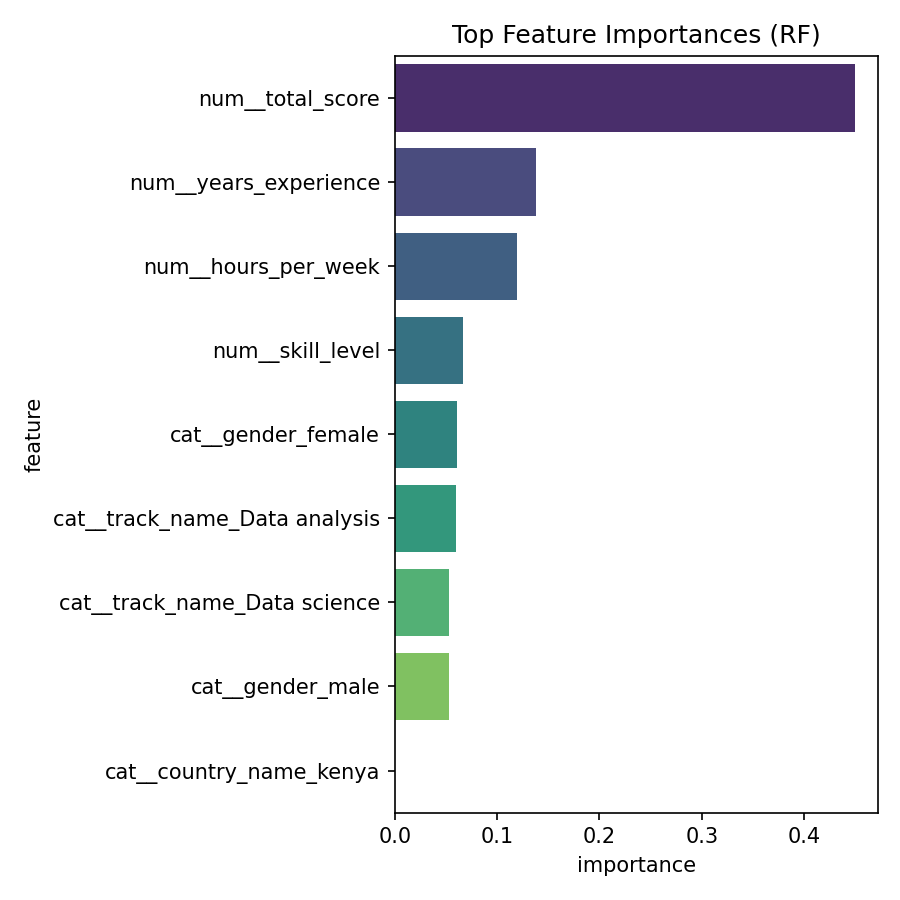 Top Feature Importances (RF)
num__total_score
num__years_experience
num__hours_per_week
num__skill_level
cat__gender_female
cat__track_name_Data analysis
cat__track_name_Data science
cat__gender_male
cat__country_name_kenya
feature
0.0 0.1 0.2 0.3 0.4
importance